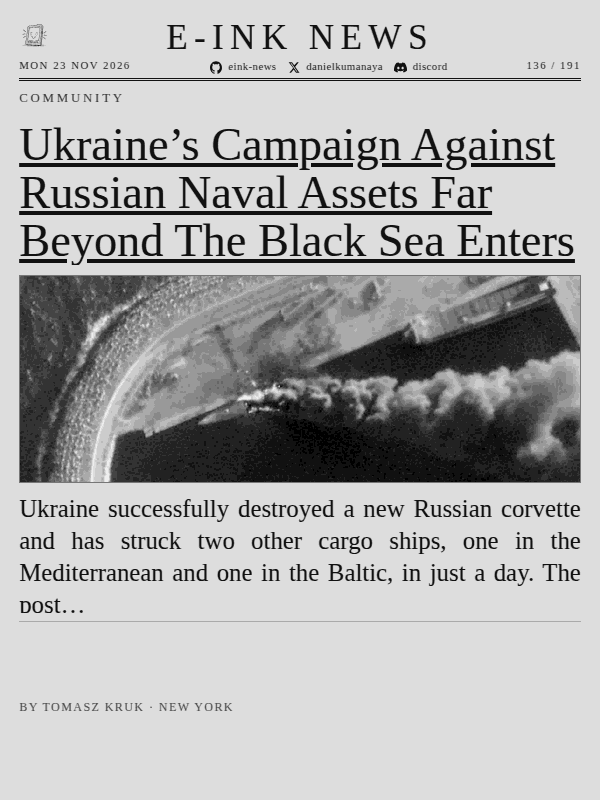 E-INK NEWS
MON 23 NOV 2026
eink-news danielkumanaya discord
136 / 191
COMMUNITY
Ukraine’s Campaign Against
Russian Naval Assets Far
Beyond The Black Sea Enters
Ukraine successfully destroyed a new Russian corvette
and has struck two other cargo ships, one in the
Mediterranean and one in the Baltic, in just a day. The
post…
BY TOMASZ KRUK · NEW YORK